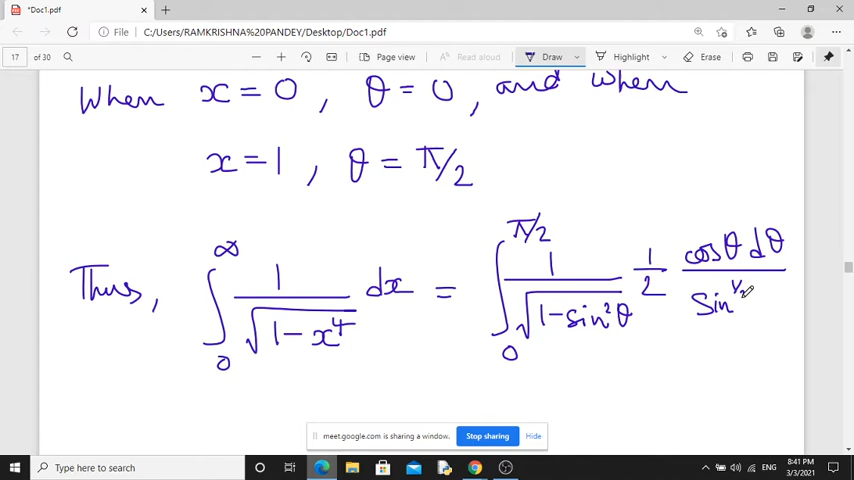 *Doc1.pdf
C:/Users/RAMKRISHNA%20PANDEY/Desktop/Doc1.pdf
17 of 30 Page view Read aloud Draw Highlight Erase
When x = 0 , θ = 0 , and when
x = 1 , θ = π/2
Thus, ∫₀^∞ 1/√(1-x⁴) dx = ∫₀^(π/2) 1/√(1-sin²θ) 1/2 cosθ dθ/sin^(1/2)
meet.google.com is sharing a window. Stop sharing Hide
Type here to search
ENG
8:41 PM
3/3/2021